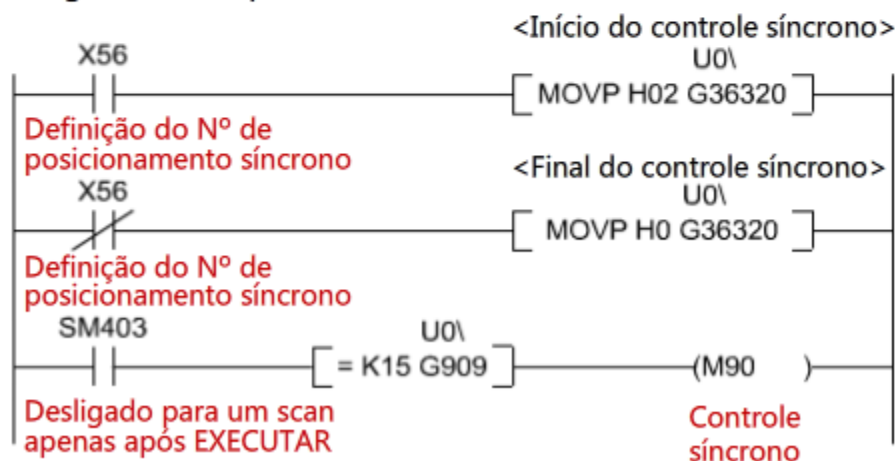 <Início do controle síncrono>
X56
U0\
MOVP H02 G36320
Definição do Nº de
posicionamento síncrono
<Final do controle síncrono>
X56
U0\
MOVP H0 G36320
Definição do Nº de
posicionamento síncrono
SM403
U0\
= K15 G909
(M90 )
Desligado para um scan
apenas após EXECUTAR
Controle
síncrono